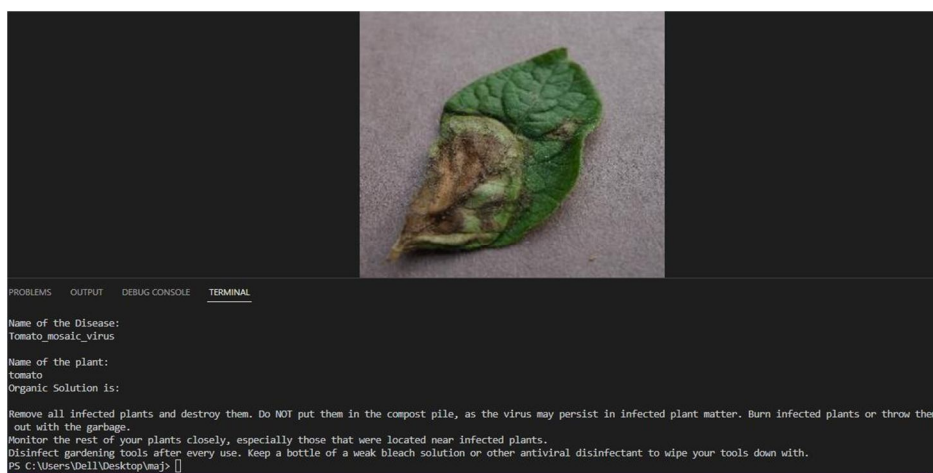 PROBLEMS OUTPUT DEBUG CONSOLE TERMINAL
Name of the Disease:
Tomato_mosaic_virus
Name of the plant:
tomato
Organic Solution is:
Remove all infected plants and destroy them. Do NOT put them in the compost pile, as the virus may persist in infected plant matter. Burn infected plants or throw the
out with the garbage.
Monitor the rest of your plants closely, especially those that were located near infected plants.
Disinfect gardening tools after every use. Keep a bottle of a weak bleach solution or other antiviral disinfectant to wipe your tools down with.
PS C:\Users\Dell\Desktop\maj>